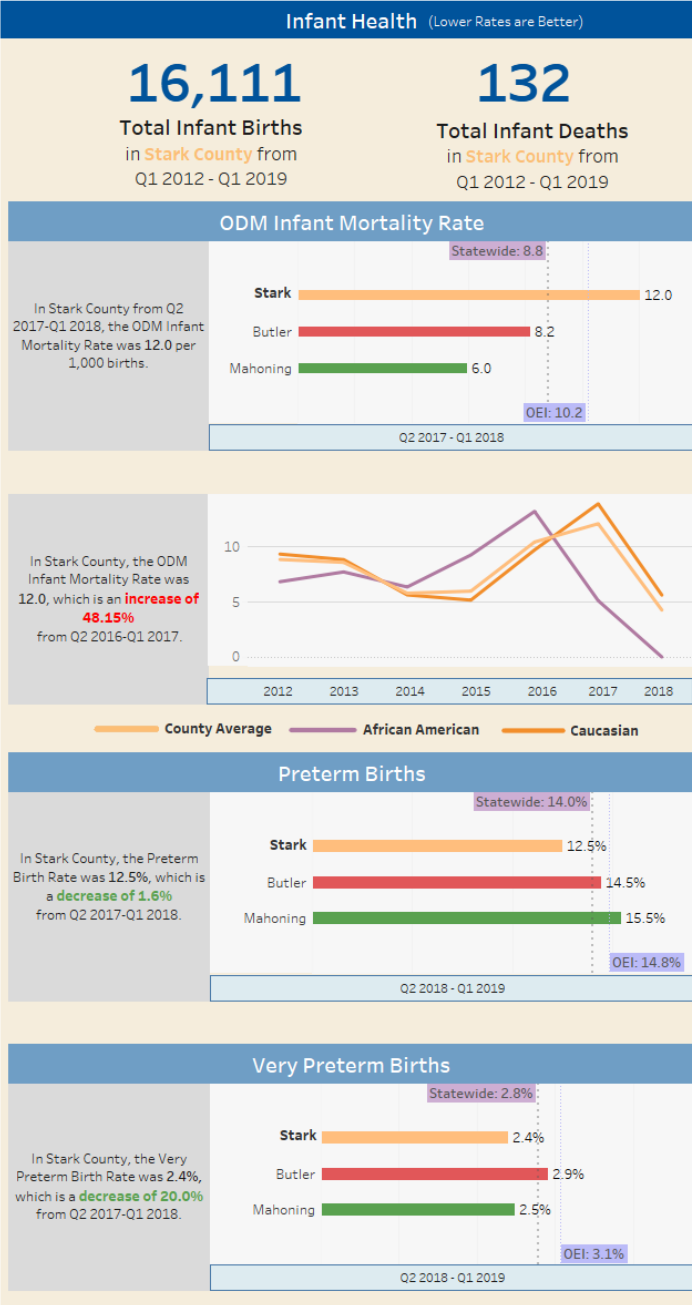 Infant Health (Lower Rates are Better)
16,111
Total Infant Births
in Stark County from
Q1 2012 - Q1 2019
132
Total Infant Deaths
in Stark County from
Q1 2012 - Q1 2019
ODM Infant Mortality Rate
In Stark County from Q2
2017-Q1 2018, the ODM Infant
Mortality Rate was 12.0 per
1,000 births.
Statewide: 8.8
Stark 12.0
Butler 8.2
Mahoning 6.0
OEI: 10.2
Q2 2017 - Q1 2018
In Stark County, the ODM
Infant Mortality Rate was
12.0, which is an increase of
48.15%
from Q2 2016-Q1 2017.
10
5
0
2012 2013 2014 2015 2016 2017 2018
County Average African American Caucasian
Preterm Births
In Stark County, the Preterm
Birth Rate was 12.5%, which is
a decrease of 1.6%
from Q2 2017-Q1 2018.
Statewide: 14.0%
Stark 12.5%
Butler 14.5%
Mahoning 15.5%
OEI: 14.8%
Q2 2018 - Q1 2019
Very Preterm Births
In Stark County, the Very
Preterm Birth Rate was 2.4%,
which is a decrease of 20.0%
from Q2 2017-Q1 2018.
Statewide: 2.8%
Stark 2.4%
Butler 2.9%
Mahoning 2.5%
OEI: 3.1%
Q2 2018 - Q1 2019